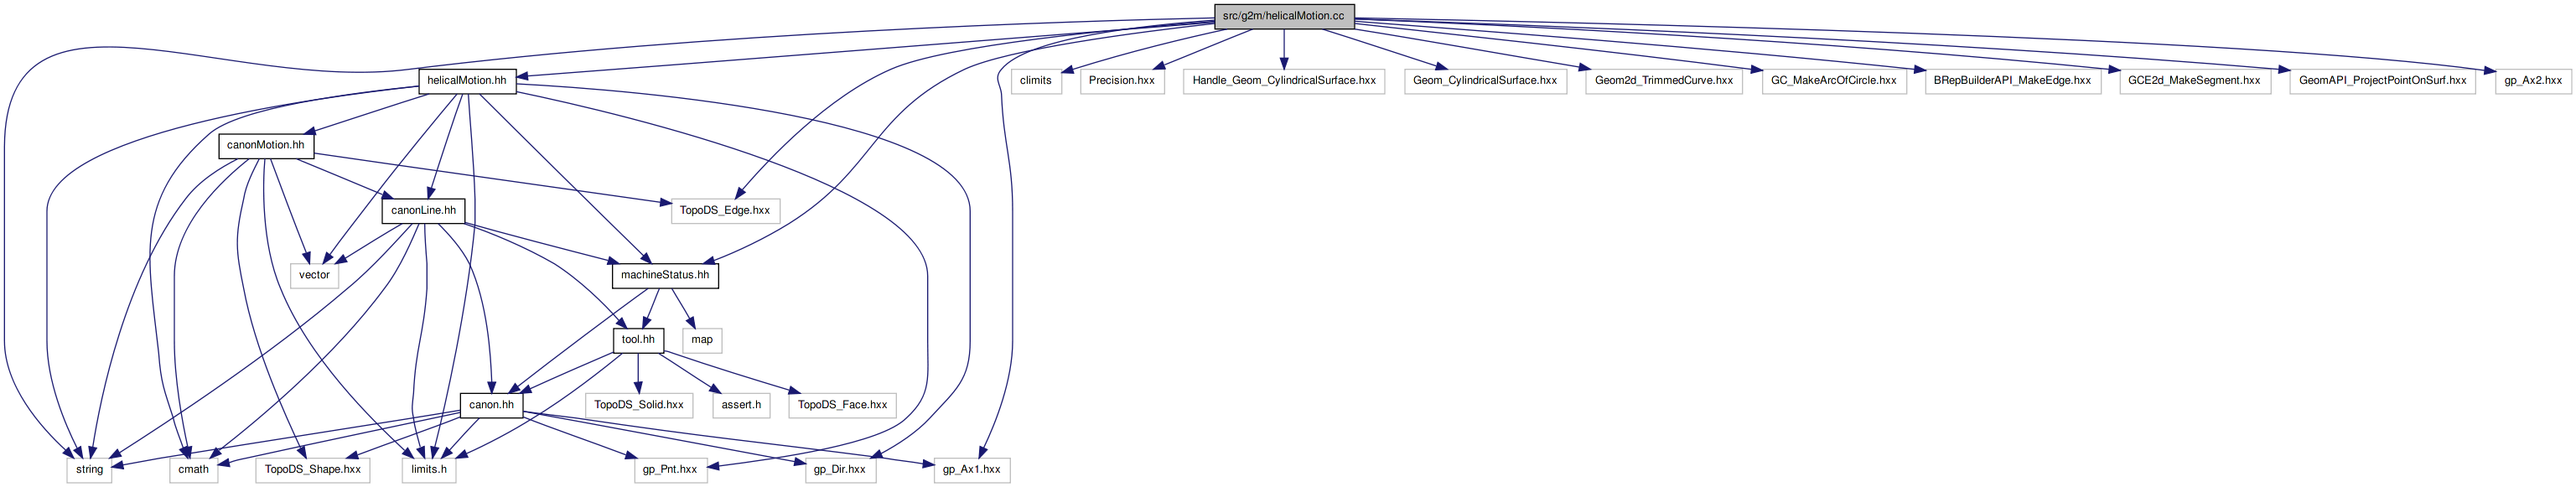 src/g2m/helicalMotion.cc
helicalMotion.hh
climits
Precision.hxx
Handle_Geom_CylindricalSurface.hxx
Geom_CylindricalSurface.hxx
Geom2d_TrimmedCurve.hxx
GC_MakeArcOfCircle.hxx
BRepBuilderAPI_MakeEdge.hxx
GCE2d_MakeSegment.hxx
GeomAPI_ProjectPointOnSurf.hxx
gp_Ax2.hxx
canonMotion.hh
canonLine.hh
TopoDS_Edge.hxx
vector
machineStatus.hh
tool.hh
map
canon.hh
TopoDS_Solid.hxx
assert.h
TopoDS_Face.hxx
string
cmath
TopoDS_Shape.hxx
limits.h
gp_Pnt.hxx
gp_Dir.hxx
gp_Ax1.hxx